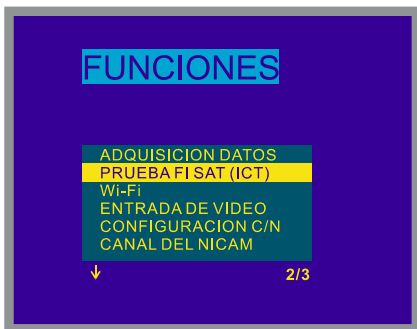 FUNCIONES
ADQUISICION DATOS
PRUEBA FI SAT (ICT)
Wi-Fi
ENTRADA DE VIDEO
CONFIGURACION C/N
CANAL DEL NICAM
↓ 2/3